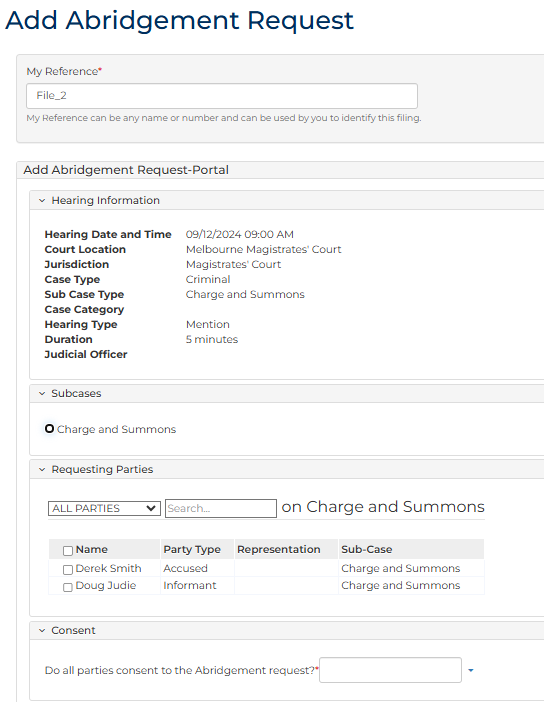 Add Abridgement Request
My Reference*
File_2
My Reference can be any name or number and can be used by you to identify this filing.
Add Abridgement Request-Portal
Hearing Information
Hearing Date and Time 09/12/2024 09:00 AM
Court Location Melbourne Magistrates' Court
Jurisdiction Magistrates' Court
Case Type Criminal
Sub Case Type Charge and Summons
Case Category
Hearing Type Mention
Duration 5 minutes
Judicial Officer
Subcases
Charge and Summons
Requesting Parties
ALL PARTIES Search... on Charge and Summons
Name Party Type Representation Sub-Case
Derek Smith Accused Charge and Summons
Doug Judie Informant Charge and Summons
Consent
Do all parties consent to the Abridgement request?*